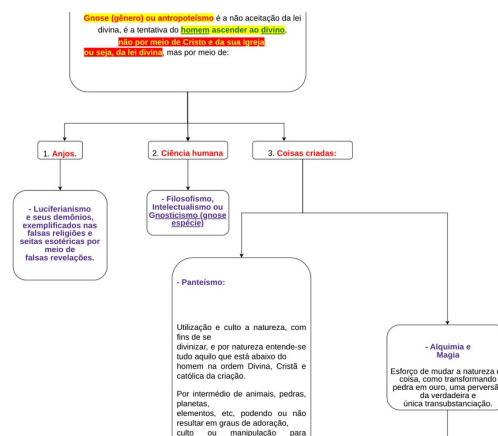 Gnose (gênero) ou antropoteísmo é a não aceitação da lei
divina, é a tentativa do homem ascender ao divino,
não por meio de Cristo e da sua Igreja
ou seja, da lei divina, mas por meio de:
1. Anjos.
2. Ciência humana
3. Coisas criadas:
- Luciferianismo
e seus demônios,
exemplificados nas
falsas religiões e
seitas esotéricas por
meio de
falsas revelações.
- Filosofismo,
Intelectualismo ou
Gnosticismo (gnose
espécie)
- Panteísmo:
Utilização e culto a natureza, com
fins de se
divinizar, e por natureza entende-se
tudo aquilo que está abaixo do
homem na ordem Divina, Cristã e
católica da criação.
Por intermédio de animais, pedras,
planetas,
elementos, etc, podendo ou não
resultar em graus de adoração,
culto ou manipulação para
- Alquimia e
Magia
Esforço de mudar a natureza
coisa, como transformando
pedra em ouro, uma perversão
da verdadeira e
única transubstanciação.